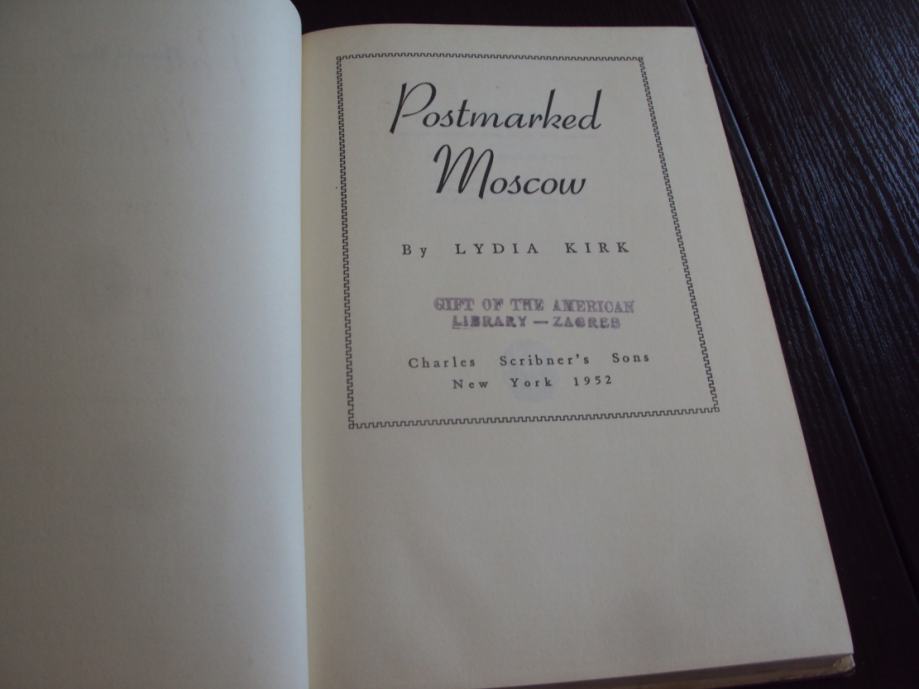 Postmarked
Moscow
By LYDIA KIRK
GIFT OF THE AMERICAN
LIBRARY — ZAGREB
Charles Scribner's Sons
New York 1952